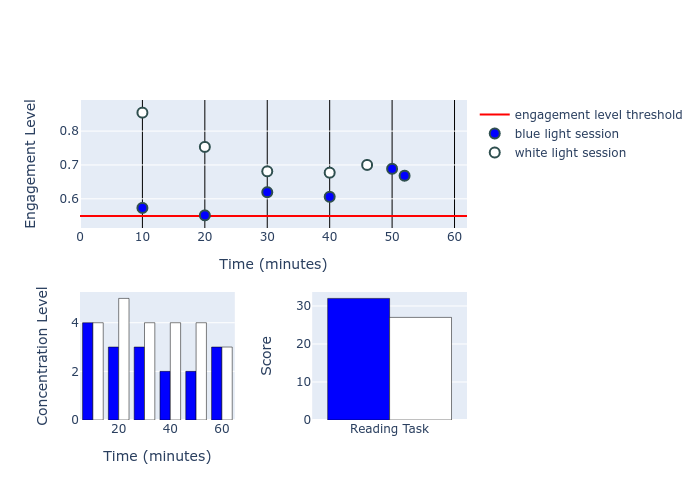 Engagement Level
0.8
0.7
0.6
0 10 20 30 40 50 60
Time (minutes)
engagement level threshold
blue light session
white light session
Concentration Level
4
2
0
20 40 60
Time (minutes)
Score
30
20
10
0
Reading Task